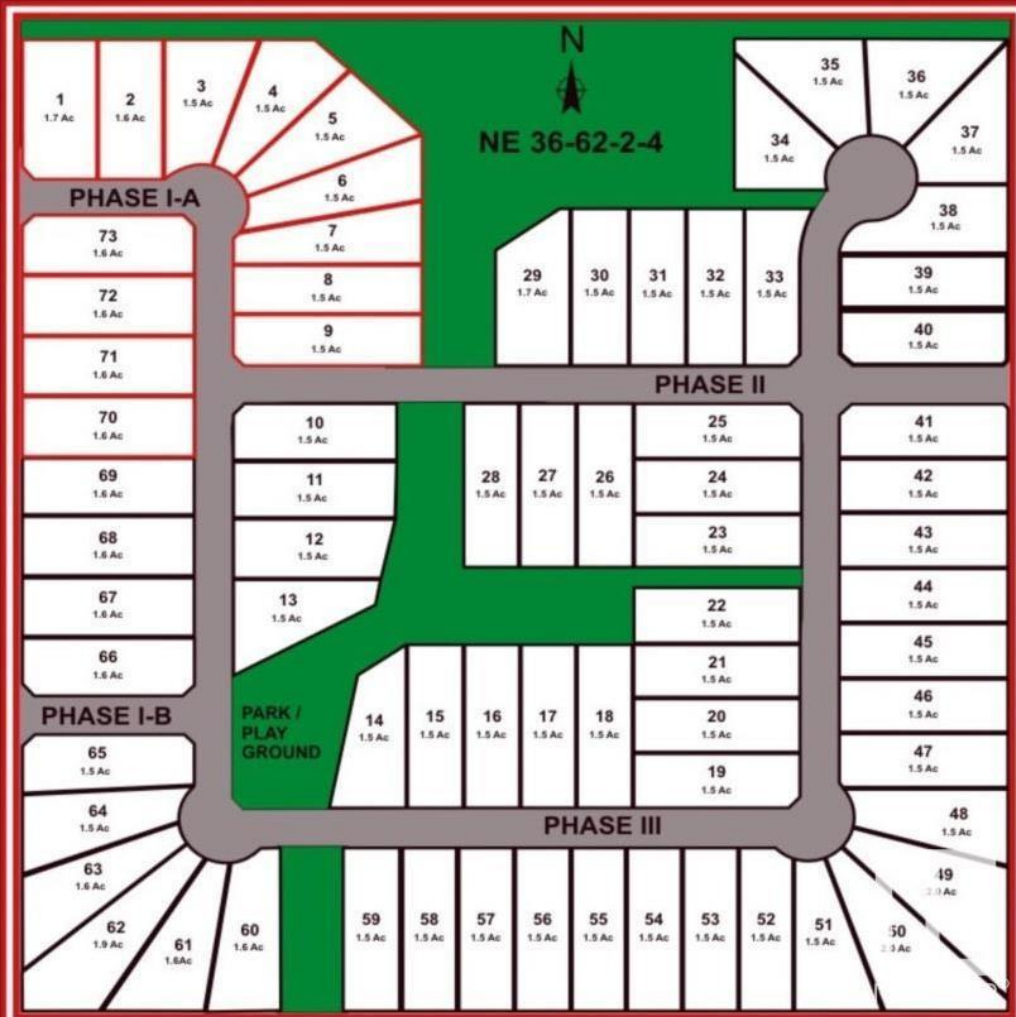 N
NE 36-62-2-4
1
1.7 Ac
2
1.6 Ac
3
1.5 Ac
4
1.5 Ac
5
1.5 Ac
6
1.5 Ac
7
1.5 Ac
8
1.5 Ac
9
1.5 Ac
PHASE I-A
73
1.6 Ac
72
1.6 Ac
71
1.6 Ac
70
1.6 Ac
69
1.6 Ac
68
1.6 Ac
67
1.6 Ac
66
1.6 Ac
35
1.5 Ac
36
1.5 Ac
34
1.5 Ac
37
1.5 Ac
38
1.5 Ac
39
1.5 Ac
40
1.5 Ac
29
1.7 Ac
30
1.5 Ac
31
1.5 Ac
32
1.5 Ac
33
1.5 Ac
PHASE II
10
1.5 Ac
11
1.5 Ac
12
1.5 Ac
13
1.5 Ac
28
1.5 Ac
27
1.5 Ac
26
1.5 Ac
25
1.5 Ac
24
1.5 Ac
23
1.5 Ac
22
1.5 Ac
21
1.5 Ac
20
1.5 Ac
19
1.5 Ac
41
1.5 Ac
42
1.5 Ac
43
1.5 Ac
44
1.5 Ac
45
1.5 Ac
46
1.5 Ac
47
1.5 Ac
48
1.5 Ac
49
2.0 Ac
50
2.0 Ac
PHASE I-B
PARK /
PLAY
GROUND
14
1.5 Ac
15
1.5 Ac
16
1.5 Ac
17
1.5 Ac
18
1.5 Ac
PHASE III
65
1.5 Ac
64
1.5 Ac
63
1.6 Ac
62
1.9 Ac
61
1.6Ac
60
1.6 Ac
59
1.5 Ac
58
1.5 Ac
57
1.5 Ac
56
1.5 Ac
55
1.5 Ac
54
1.5 Ac
53
1.5 Ac
52
1.5 Ac
51
1.5 Ac